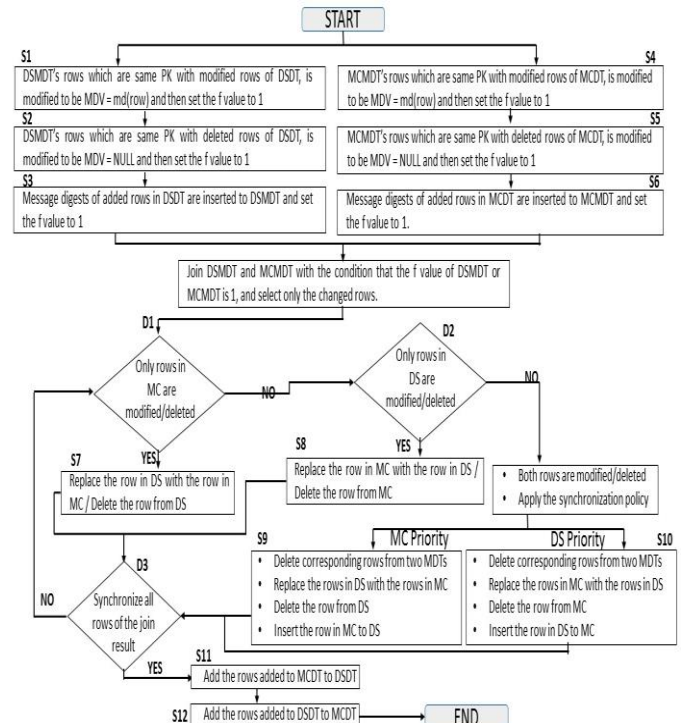 START
S1
DSMDT's rows which are same PK with modified rows of DSDT, is
modified to be MDV = md(row) and then set the f value to 1
S2
DSMDT's rows which are same PK with deleted rows of DSDT, is
modified to be MDV = NULL and then set the f value to 1
S3
Message digests of added rows in DSDT are inserted to DSMDT and set
the f value to 1
S4
MCMDT's rows which are same PK with modified rows of MCDT, is modified
to be MDV = md(row) and then set the f value to 1
S5
MCMDT's rows which are same PK with deleted rows of MCDT, is modified
to be MDV = NULL and then set the f value to 1
S6
Message digests of added rows in MCDT are inserted to MCMDT and set
the f value to 1.
Join DSMDT and MCMDT with the condition that the f value of DSMDT or
MCMDT is 1, and select only the changed rows.
D1
Only rows in
MC are
modified/deleted
NO
D2
Only rows in
DS are
modified/deleted
NO
YES
S7
Replace the row in DS with the row in
MC / Delete the row from DS
YES
S8
Replace the row in MC with the row in DS /
Delete the row from MC
• Both rows are modified/deleted
• Apply the synchronization policy
MC Priority
S9
• Delete corresponding rows from two MDTs
• Replace the rows in DS with the rows in MC
• Delete the row from DS
• Insert the row in MC to DS
DS Priority
S10
• Delete corresponding rows from two MDTs
• Replace the rows in MC with the rows in DS
• Delete the row from MC
• Insert the row in DS to MC
D3
Synchronize all
rows of the join
result
NO
YES
S11
Add the rows added to MCDT to DSDT
S12
Add the rows added to DSDT to MCDT
END